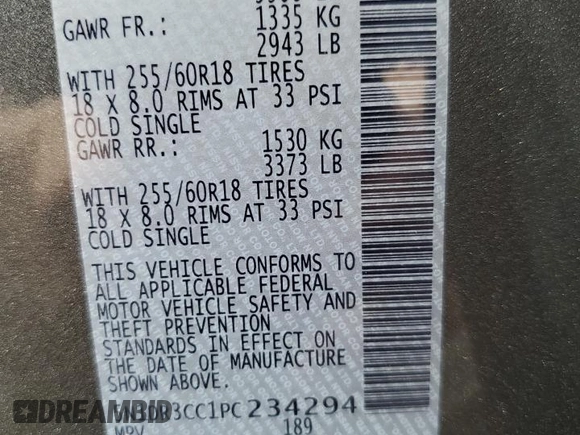 GAWR FR.: 1335 KG
2943 LB
WITH 255/60R18 TIRES
18 X 8.0 RIMS AT 33 PSI
COLD SINGLE
GAWR RR.: 1530 KG
3373 LB
WITH 255/60R18 TIRES
18 X 8.0 RIMS AT 33 PSI
COLD SINGLE
THIS VEHICLE CONFORMS TO
ALL APPLICABLE FEDERAL
MOTOR VEHICLE SAFETY AND
THEFT PREVENTION
STANDARDS IN EFFECT ON
THE DATE OF MANUFACTURE
SHOWN ABOVE.
3CC1PC234294
DREAMBID
MPV 189